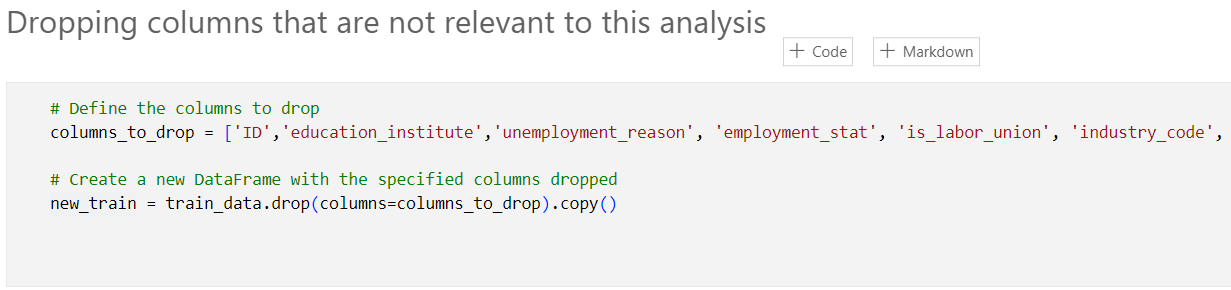 Dropping columns that are not relevant to this analysis
+ Code
+ Markdown
# Define the columns to drop
columns_to_drop = ['ID','education_institute','unemployment_reason', 'employment_stat', 'is_labor_union', 'industry_code',
# Create a new DataFrame with the specified columns dropped
new_train = train_data.drop(columns=columns_to_drop).copy()